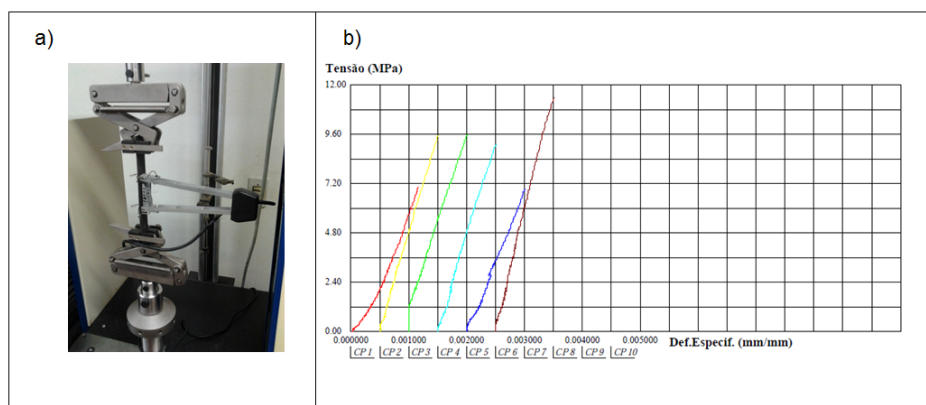 a)
b)
Tensão (MPa)
12.00
9.60
7.20
4.80
2.40
0.00
0.000000 0.001000 0.002000 0.003000 0.004000 0.005000 Def.Especif. (mm/mm)
CP 1 CP 2 CP 3 CP 4 CP 5 CP 6 CP 7 CP 8 CP 9 CP 10